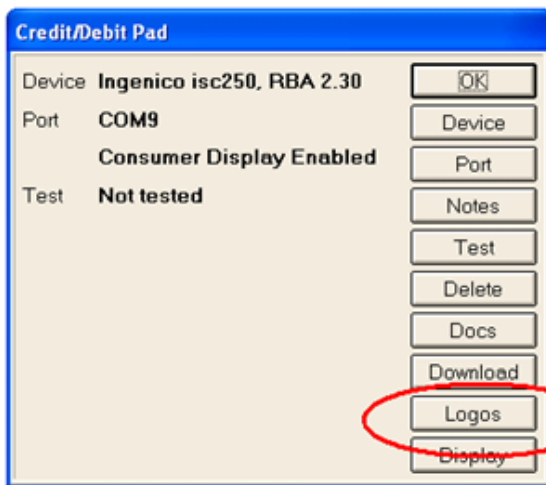 Credit/Debit Pad
Device Ingenico isc250, RBA 2.30
OK
Port COM9
Device
Consumer Display Enabled
Port
Test Not tested
Notes
Test
Delete
Docs
Download
Logos
Display